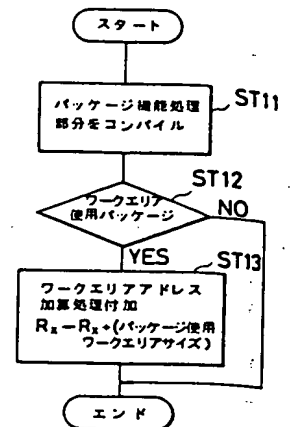 スタート
パッケージ機能処理
部分をコンパイル
ST11
ワークエリア
使用パッケージ
ST12
NO
YES
ST13
ワークエリアアドレス
加算処理付加
Rx←Rx+(パッケージ使用
ワークエリアサイズ)
エンド